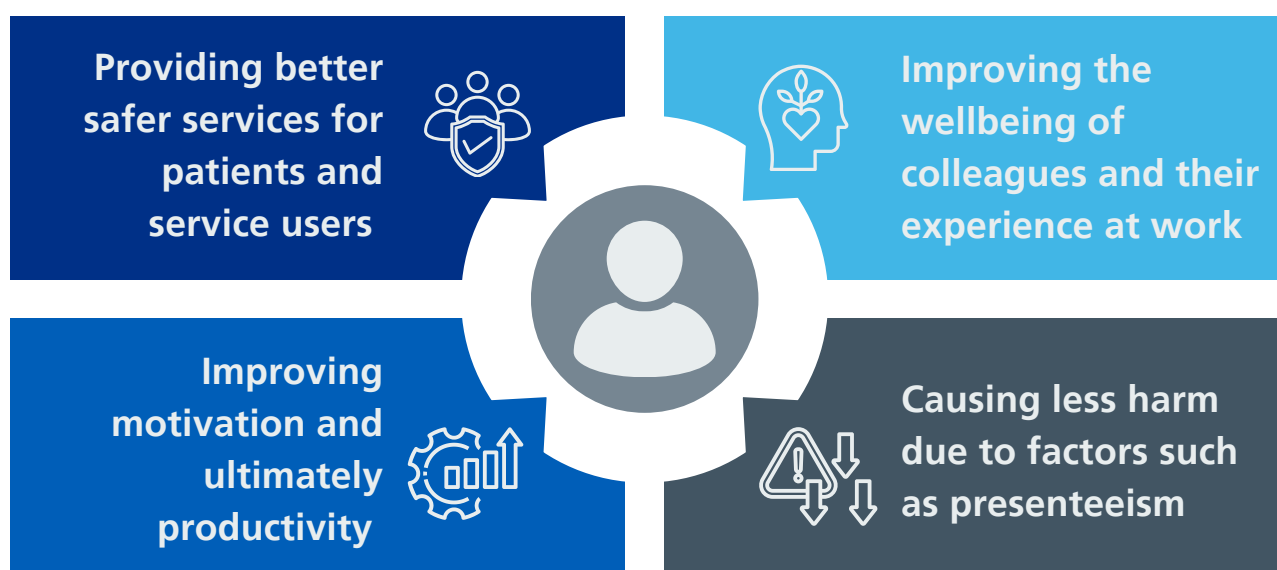 Providing better
safer services for
patients and
service users
Improving the
wellbeing of
colleagues and their
experience at work
Improving
motivation and
ultimately
productivity
Causing less harm
due to factors such
as presenteeism